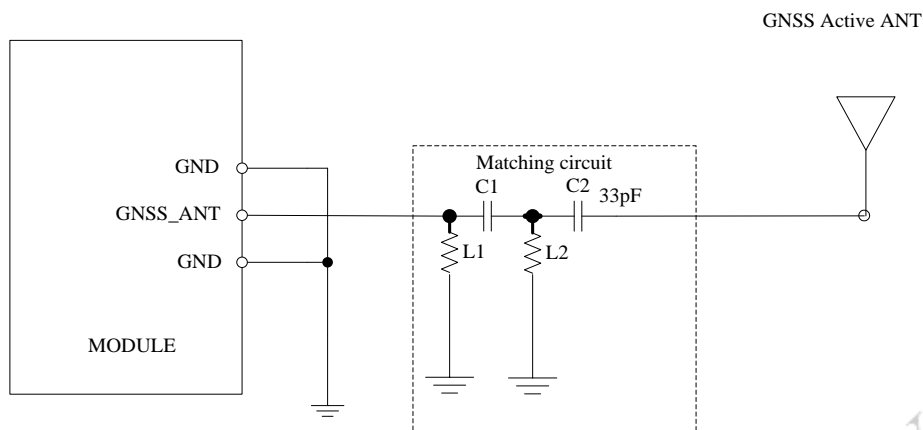 GNSS Active ANT
GND
GNSS_ANT
GND
MODULE
Matching circuit
C1
C2
33pF
L1
L2